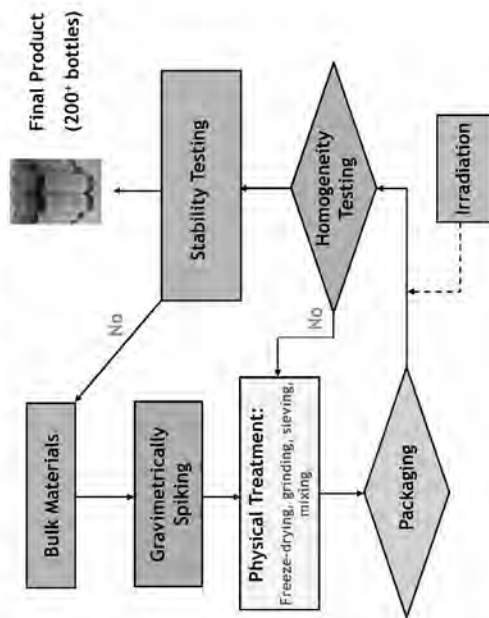 Bulk Materials
Gravimetrically
Spiking
Physical Treatment:
Freeze-drying, grinding, sieving,
mixing
Packaging
Irradiation
Homogeneity
Testing
No
Stability Testing
No
Final Product
(200⁺ bottles)